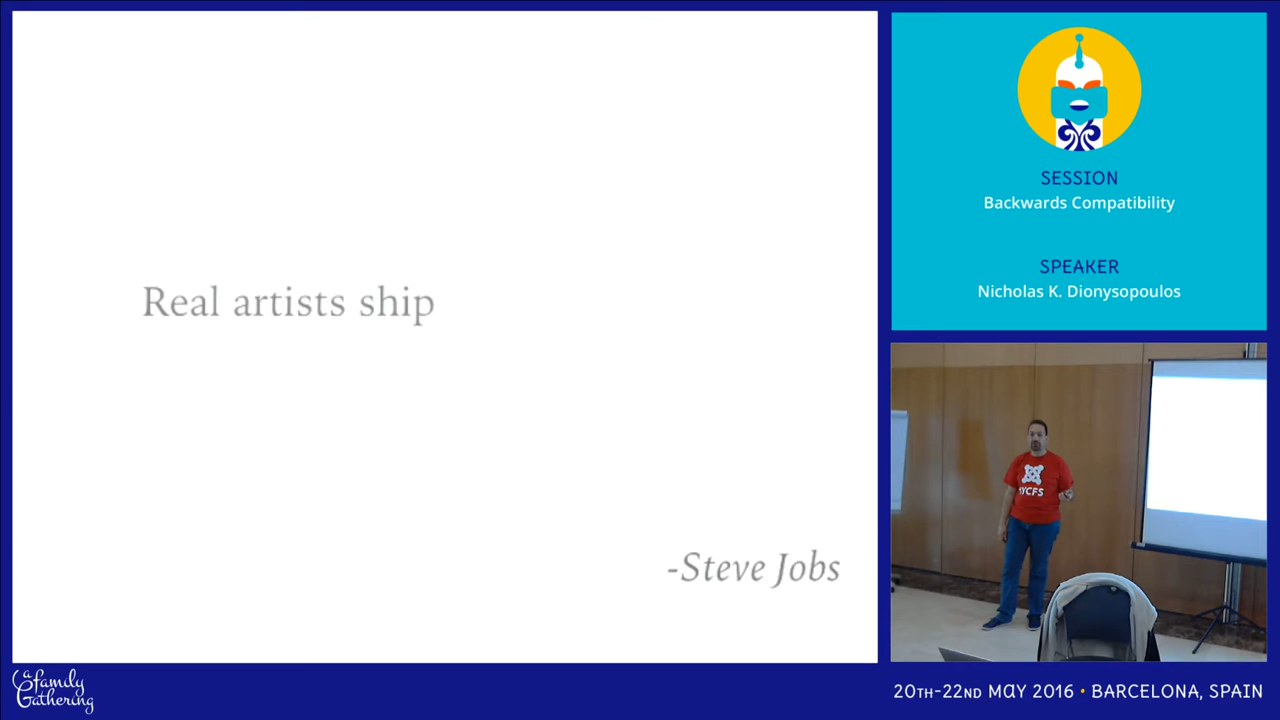 Real artists ship
-Steve Jobs
SESSION
Backwards Compatibility
SPEAKER
Nicholas K. Dionysopoulos
a
family
Gathering
20TH-22ND MAY 2016 • BARCELONA, SPAIN